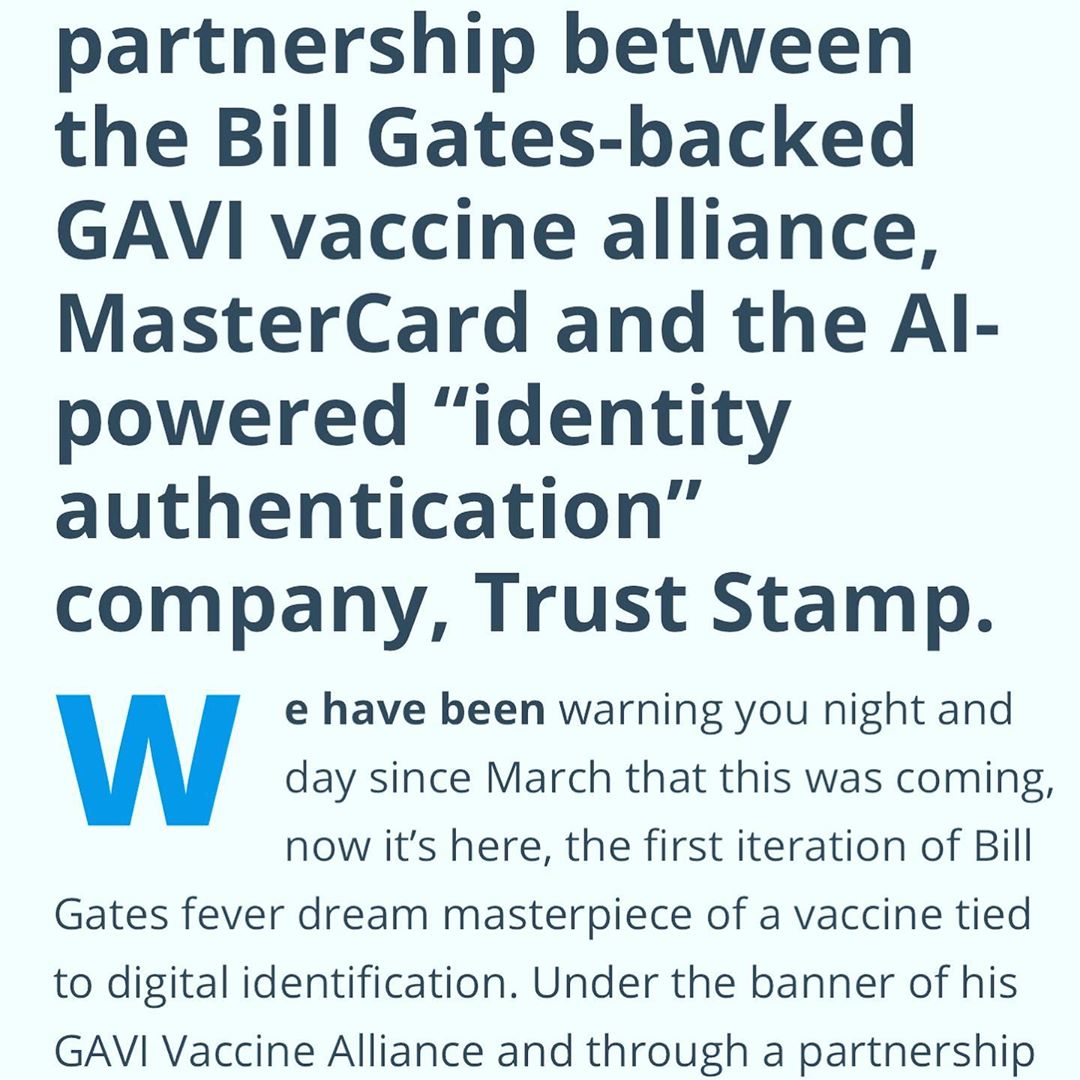 partnership between
the Bill Gates-backed
GAVI vaccine alliance,
MasterCard and the AI-
powered “identity
authentication”
company, Trust Stamp.
We have been warning you night and
day since March that this was coming,
now it’s here, the first iteration of Bill
Gates fever dream masterpiece of a vaccine tied
to digital identification. Under the banner of his
GAVI Vaccine Alliance and through a partnership